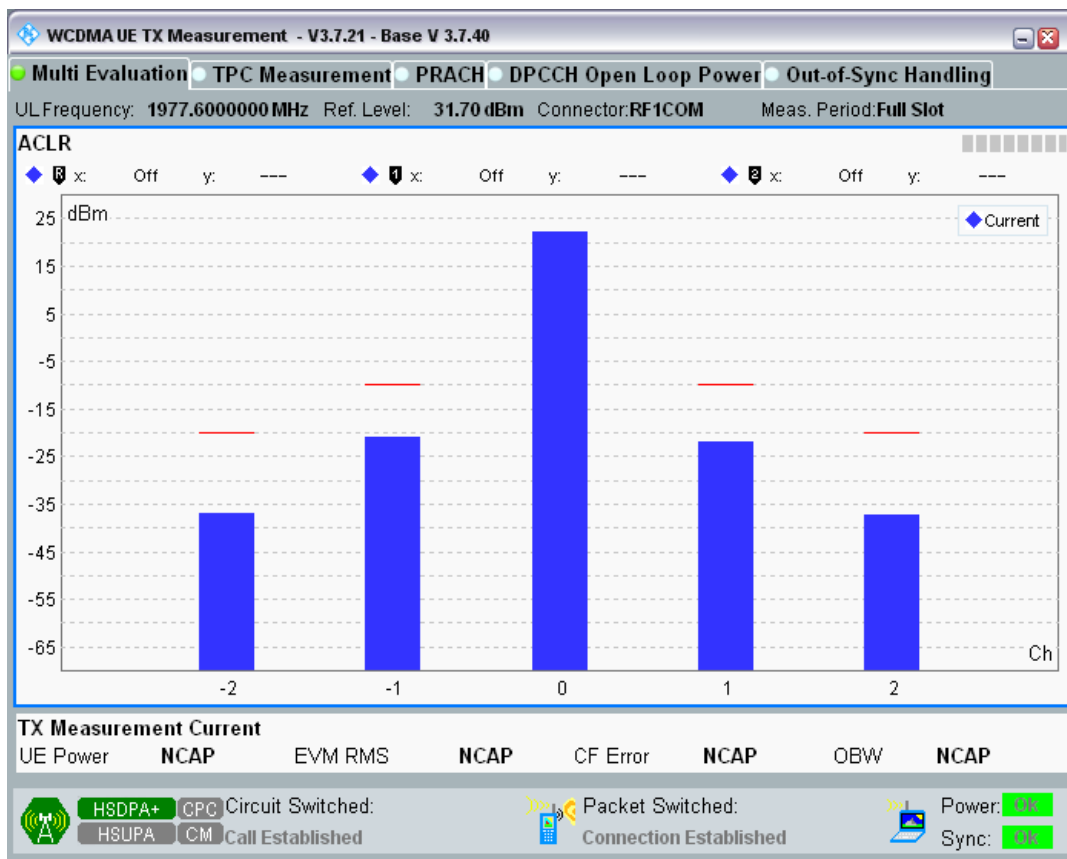 WCDMA UE TX Measurement - V3.7.21 - Base V 3.7.40
Multi Evaluation TPC Measurement PRACH DPCCH Open Loop Power Out-of-Sync Handling
UL Frequency: 1977.6000000 MHz Ref. Level: 31.70 dBm Connector:RF1COM Meas. Period:Full Slot
ACLR
R x: Off y: --- 1 x: Off y: --- 2 x: Off y: ---
dBm
Current
25
15
5
-5
-15
-25
-35
-45
-55
-65
Ch
-2 -1 0 1 2
TX Measurement Current
UE Power NCAP EVM RMS NCAP CF Error NCAP OBW NCAP
HSDPA+ CPC Circuit Switched: Packet Switched: Power: OK
HSUPA CM Call Established Connection Established Sync: OK